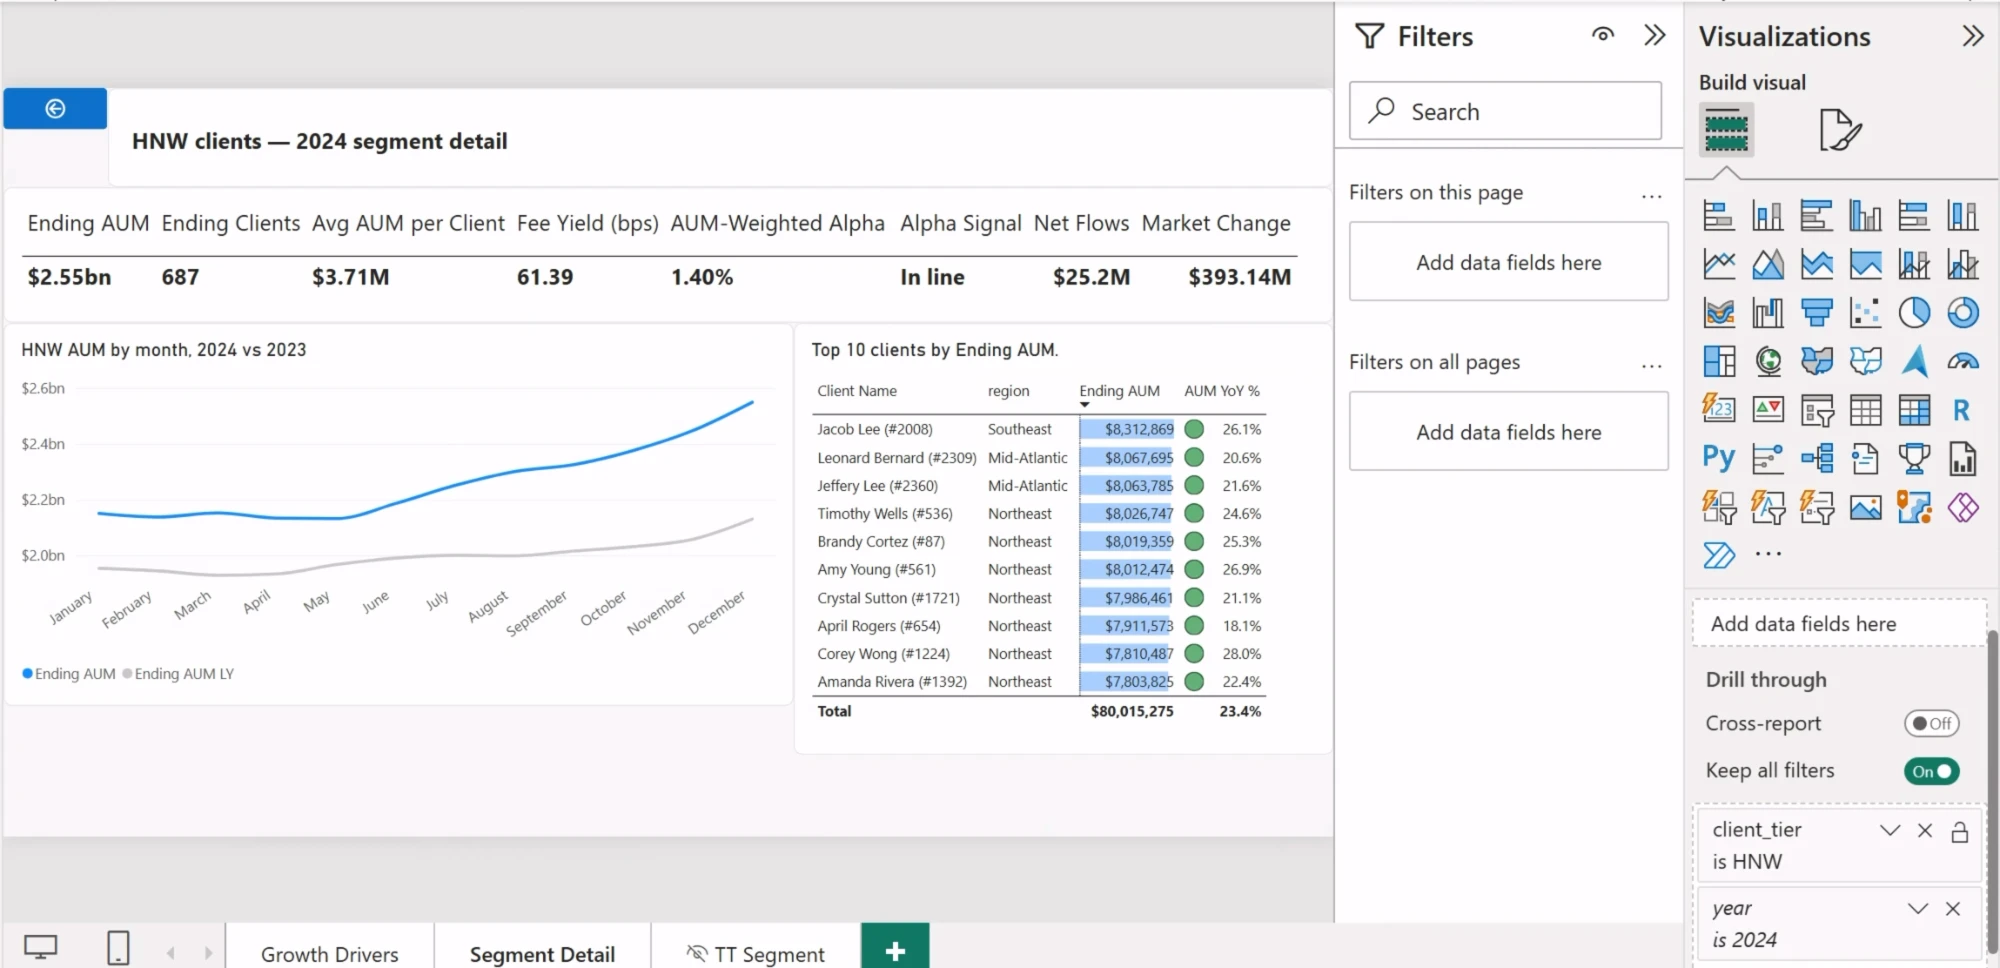 Filters
Visualizations
Build visual
Search
HNW clients — 2024 segment detail
Filters on this page
...
Add data fields here
Filters on all pages
...
Add data fields here
Ending AUM Ending Clients Avg AUM per Client Fee Yield (bps) AUM-Weighted Alpha Alpha Signal Net Flows Market Change
$2.55bn 687 $3.71M 61.39 1.40% In line $25.2M $393.14M
HNW AUM by month, 2024 vs 2023
$2.6bn
$2.4bn
$2.2bn
$2.0bn
January February March April May June July August September October November December
Ending AUM Ending AUM LY
Top 10 clients by Ending AUM.
Client Name region Ending AUM AUM YoY %
Jacob Lee (#2008) Southeast $8,312,869 26.1%
Leonard Bernard (#2309) Mid-Atlantic $8,067,695 20.6%
Jeffery Lee (#2360) Mid-Atlantic $8,063,785 21.6%
Timothy Wells (#536) Northeast $8,026,747 24.6%
Brandy Cortez (#87) Northeast $8,019,359 25.3%
Amy Young (#561) Northeast $8,012,474 26.9%
Crystal Sutton (#1721) Northeast $7,986,461 21.1%
April Rogers (#654) Northeast $7,911,573 18.1%
Corey Wong (#1224) Northeast $7,810,487 28.0%
Amanda Rivera (#1392) Northeast $7,803,825 22.4%
Total $80,015,275 23.4%
123
R
Py
...
Add data fields here
Drill through
Cross-report Off
Keep all filters On
client_tier
is HNW
year
is 2024
Growth Drivers Segment Detail TT Segment +